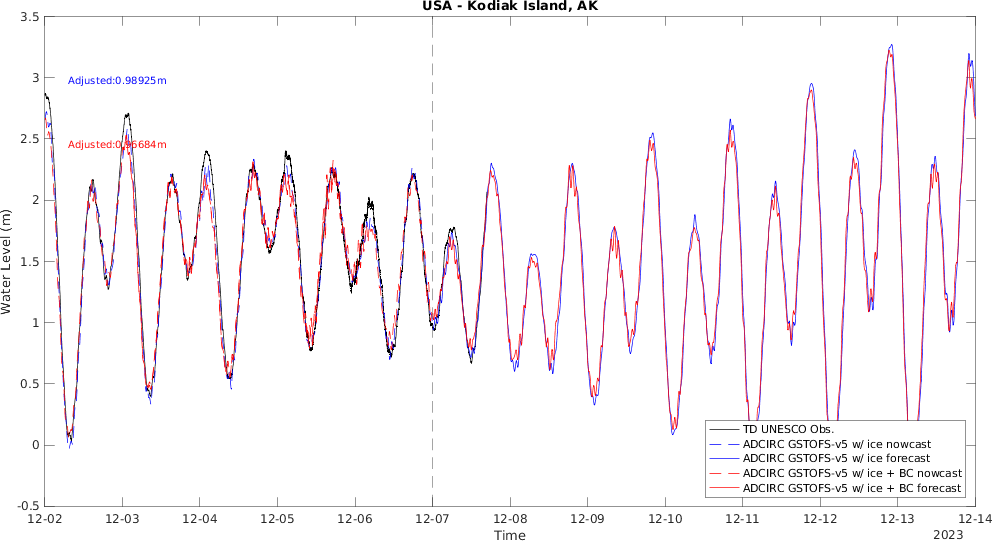 USA - Kodiak Island, AK
Water Level (m)
3.5
3
2.5
2
1.5
1
0.5
0
-0.5
Adjusted:0.98925m
TD UNESCO Obs.
ADCIRC GSTOFS-v5 w/ ice nowcast
ADCIRC GSTOFS-v5 w/ ice forecast
ADCIRC GSTOFS-v5 w/ ice + BC nowcast
ADCIRC GSTOFS-v5 w/ ice + BC forecast
12-02 12-03 12-04 12-05 12-06 12-07 12-08 12-09 12-10 12-11 12-12 12-13 12-14
Time
2023